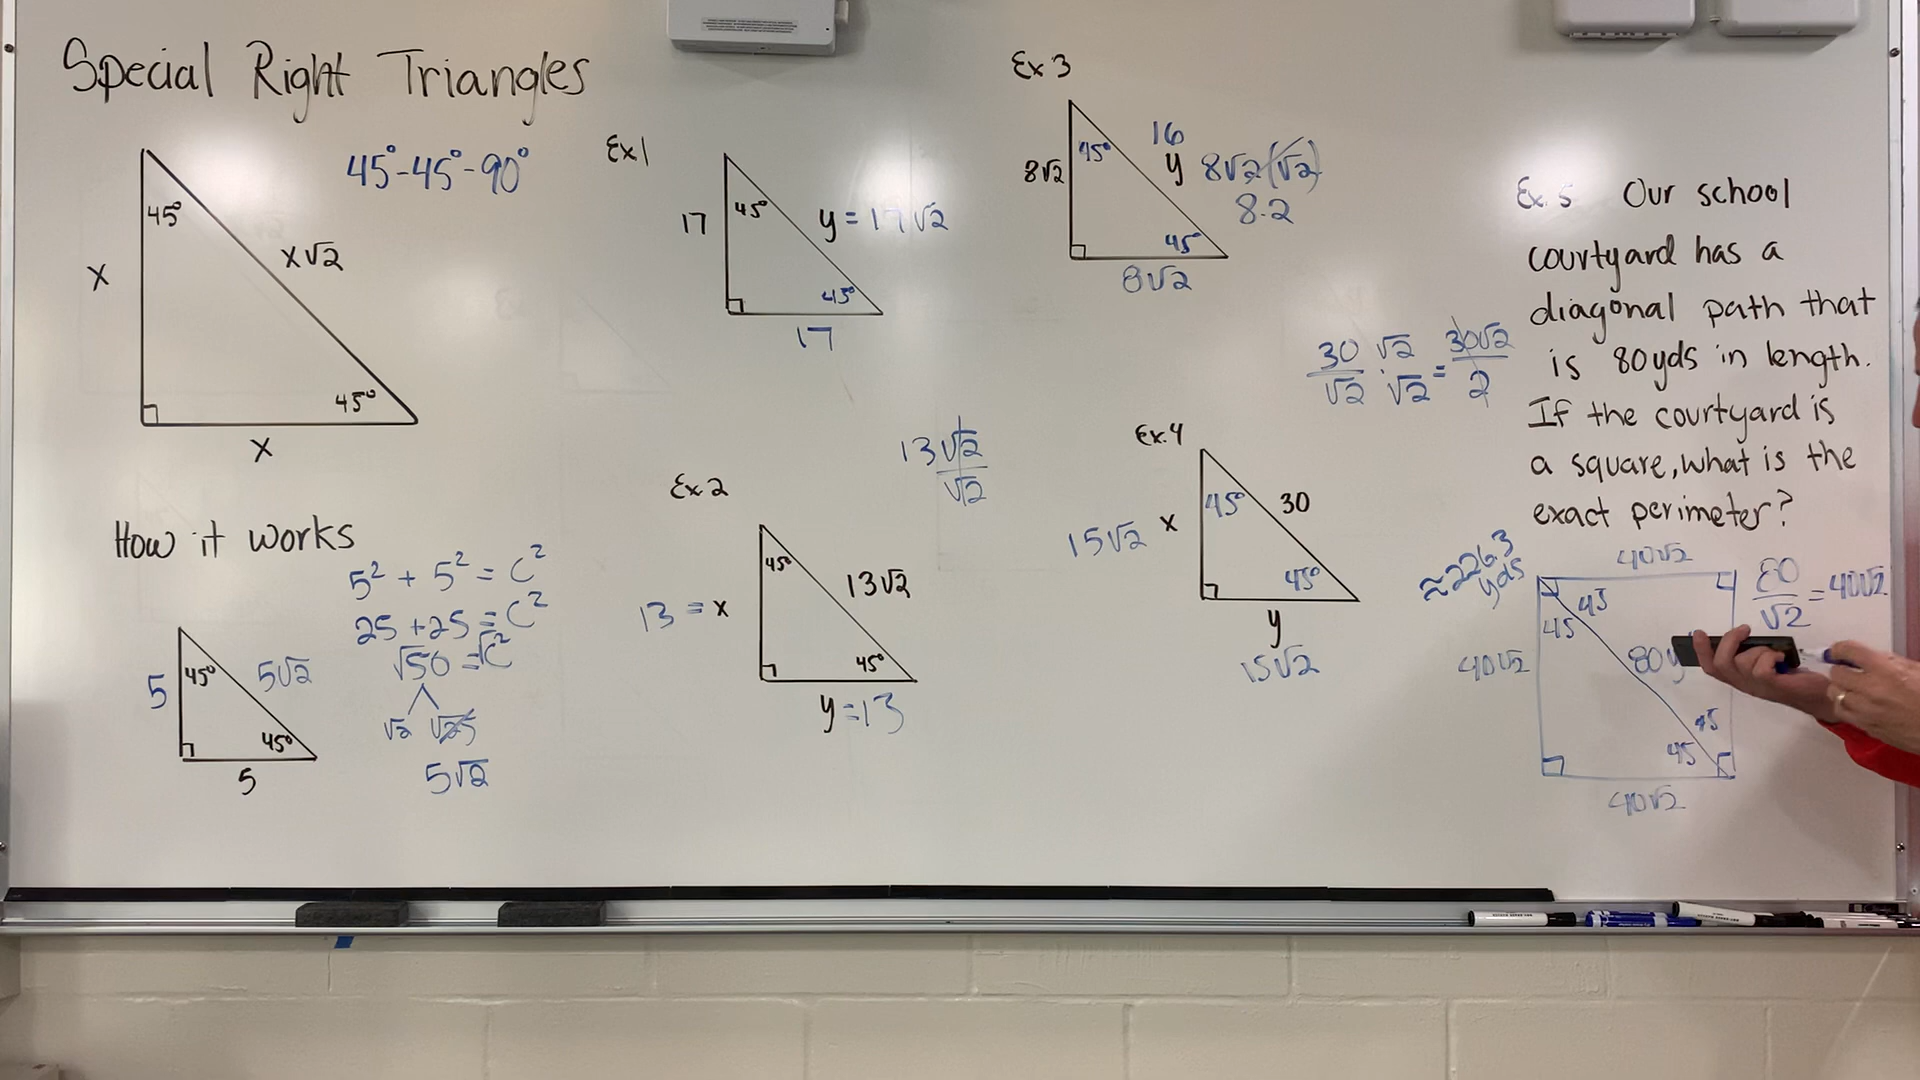 Special Right Triangles
45°-45°-90°
45°
x
x√2
45°
x
How it works
5² + 5² = C²
25 + 25 = C²
√50 = √C²
√2 √25
5√2
5
45°
5√2
45°
5
Ex 1
17
45°
y = 17√2
45°
17
Ex 2
13√2
√2
45°
13√2
13 = x
45°
y = 13
Ex 3
8√2
45°
16
y
8√2(√2)
8·2
45°
8√2
30/√2 · √2/√2 = 30√2/2
Ex. 4
45°
30
15√2 x
45°
y
15√2
Ex. 5 Our school
courtyard has a
diagonal path that
is 80yds in length.
If the courtyard is
a square, what is the
exact perimeter?
≈226.3
yds
40√2
80/√2 = 40√2
45
45
40√2
80y
45
45
40√2